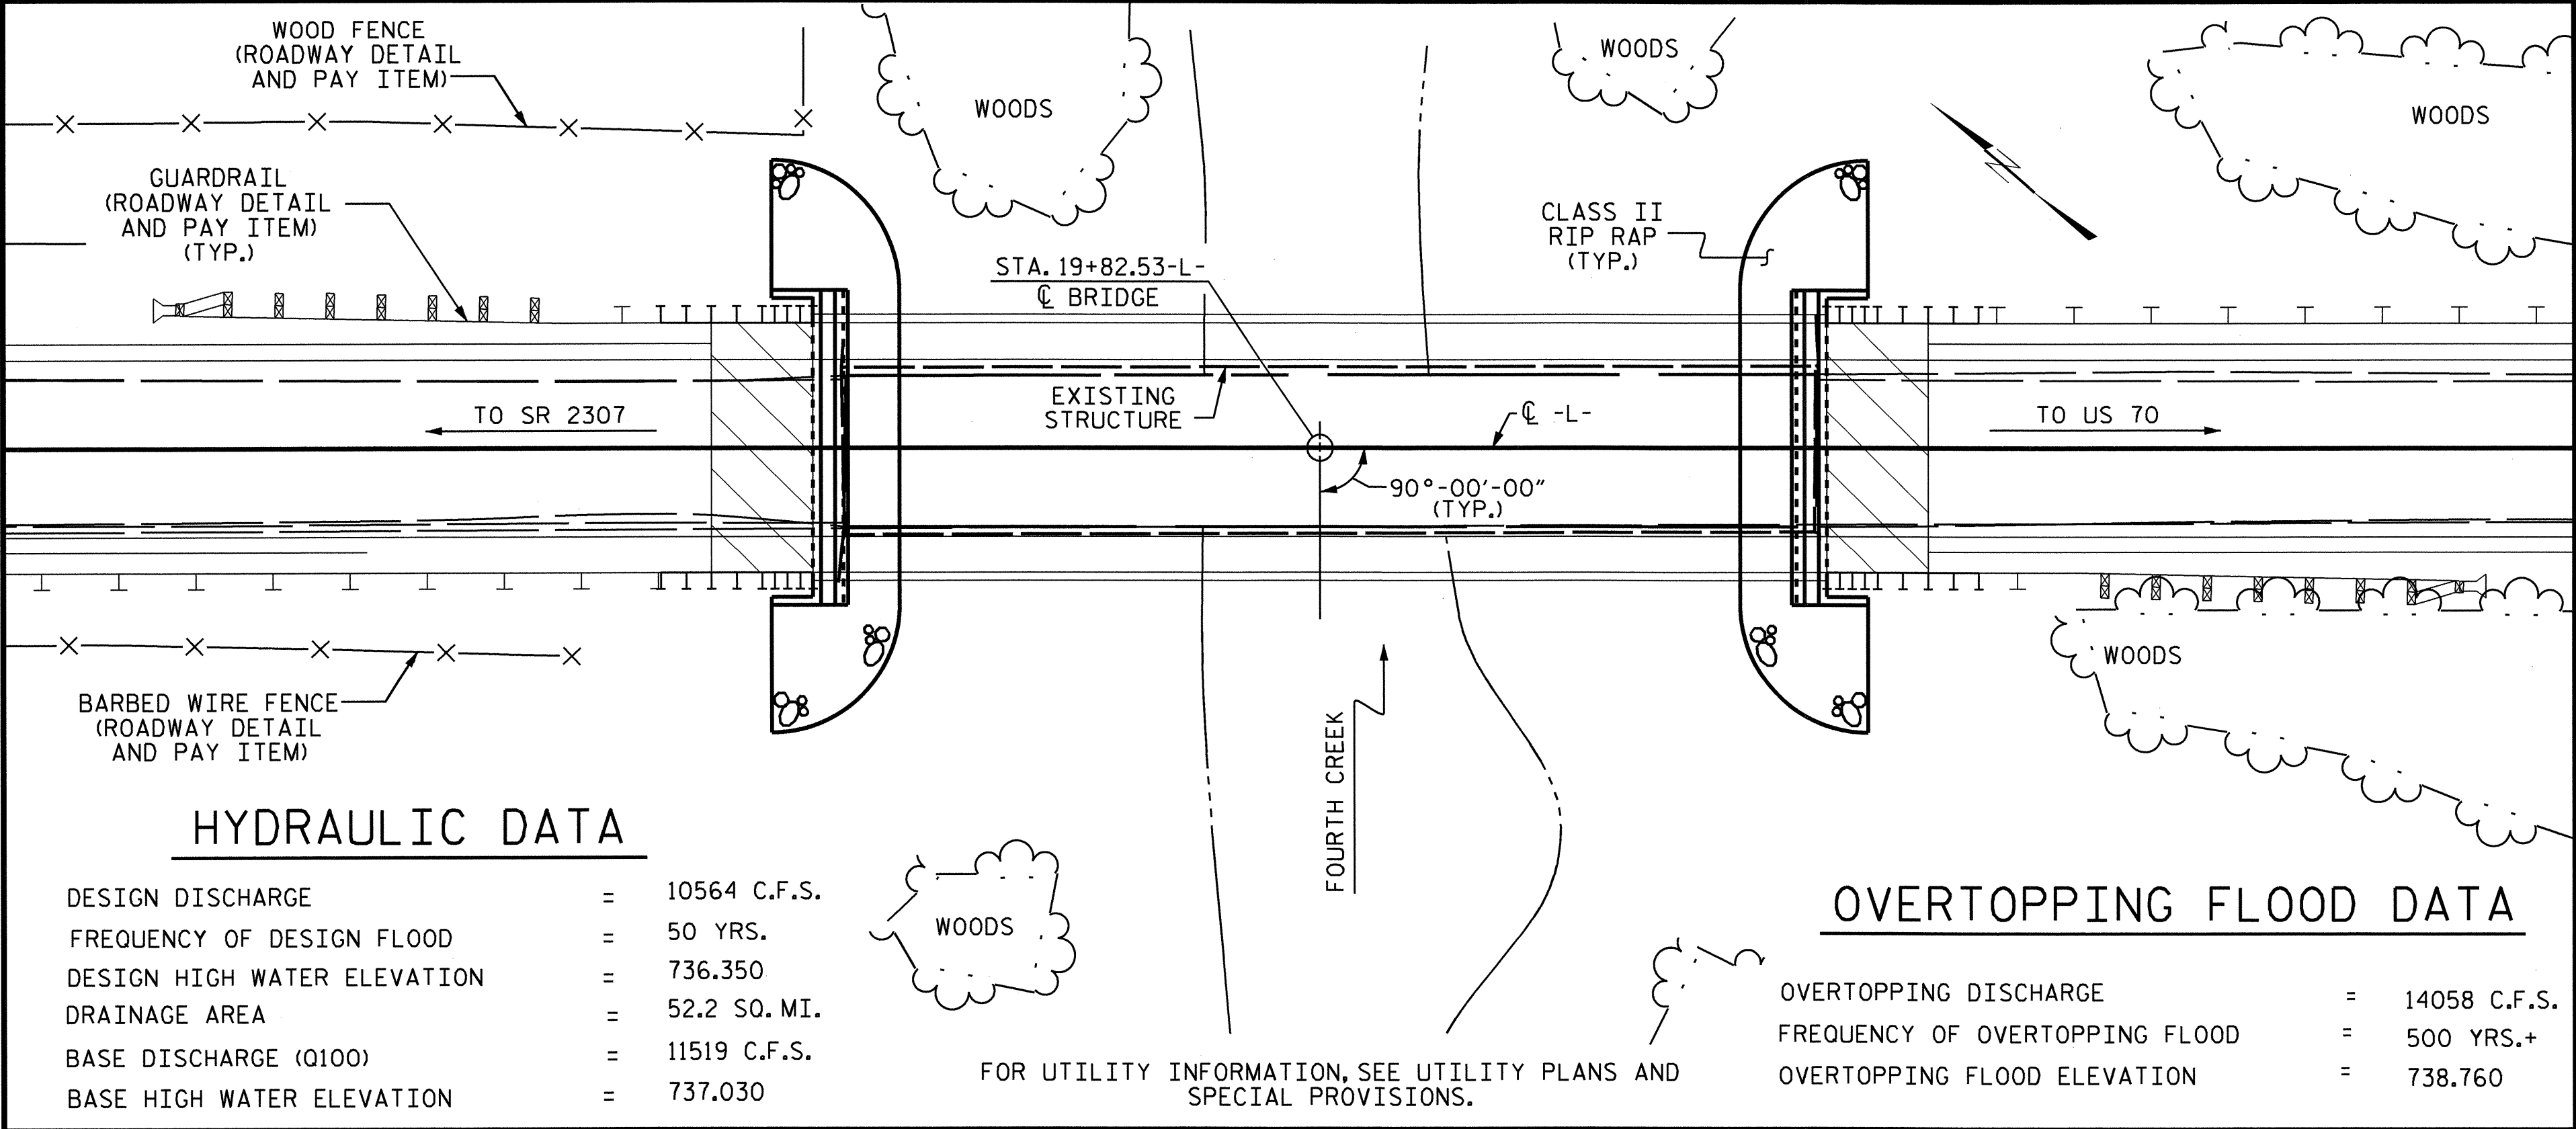 WOOD FENCE
(ROADWAY DETAIL
AND PAY ITEM)
WOODS
WOODS
WOODS
GUARDRAIL
(ROADWAY DETAIL
AND PAY ITEM)
(TYP.)
CLASS II
RIP RAP
(TYP.)
STA. 19+82.53-L-
℄ BRIDGE
EXISTING
STRUCTURE
℄ -L-
TO SR 2307
TO US 70
90°-00'-00"
(TYP.)
WOODS
BARBED WIRE FENCE
(ROADWAY DETAIL
AND PAY ITEM)
FOURTH CREEK
WOODS
HYDRAULIC DATA
DESIGN DISCHARGE = 10564 C.F.S.
FREQUENCY OF DESIGN FLOOD = 50 YRS.
DESIGN HIGH WATER ELEVATION = 736.350
DRAINAGE AREA = 52.2 SQ. MI.
BASE DISCHARGE (Q100) = 11519 C.F.S.
BASE HIGH WATER ELEVATION = 737.030
FOR UTILITY INFORMATION, SEE UTILITY PLANS AND
SPECIAL PROVISIONS.
OVERTOPPING FLOOD DATA
OVERTOPPING DISCHARGE = 14058 C.F.S.
FREQUENCY OF OVERTOPPING FLOOD = 500 YRS.+
OVERTOPPING FLOOD ELEVATION = 738.760